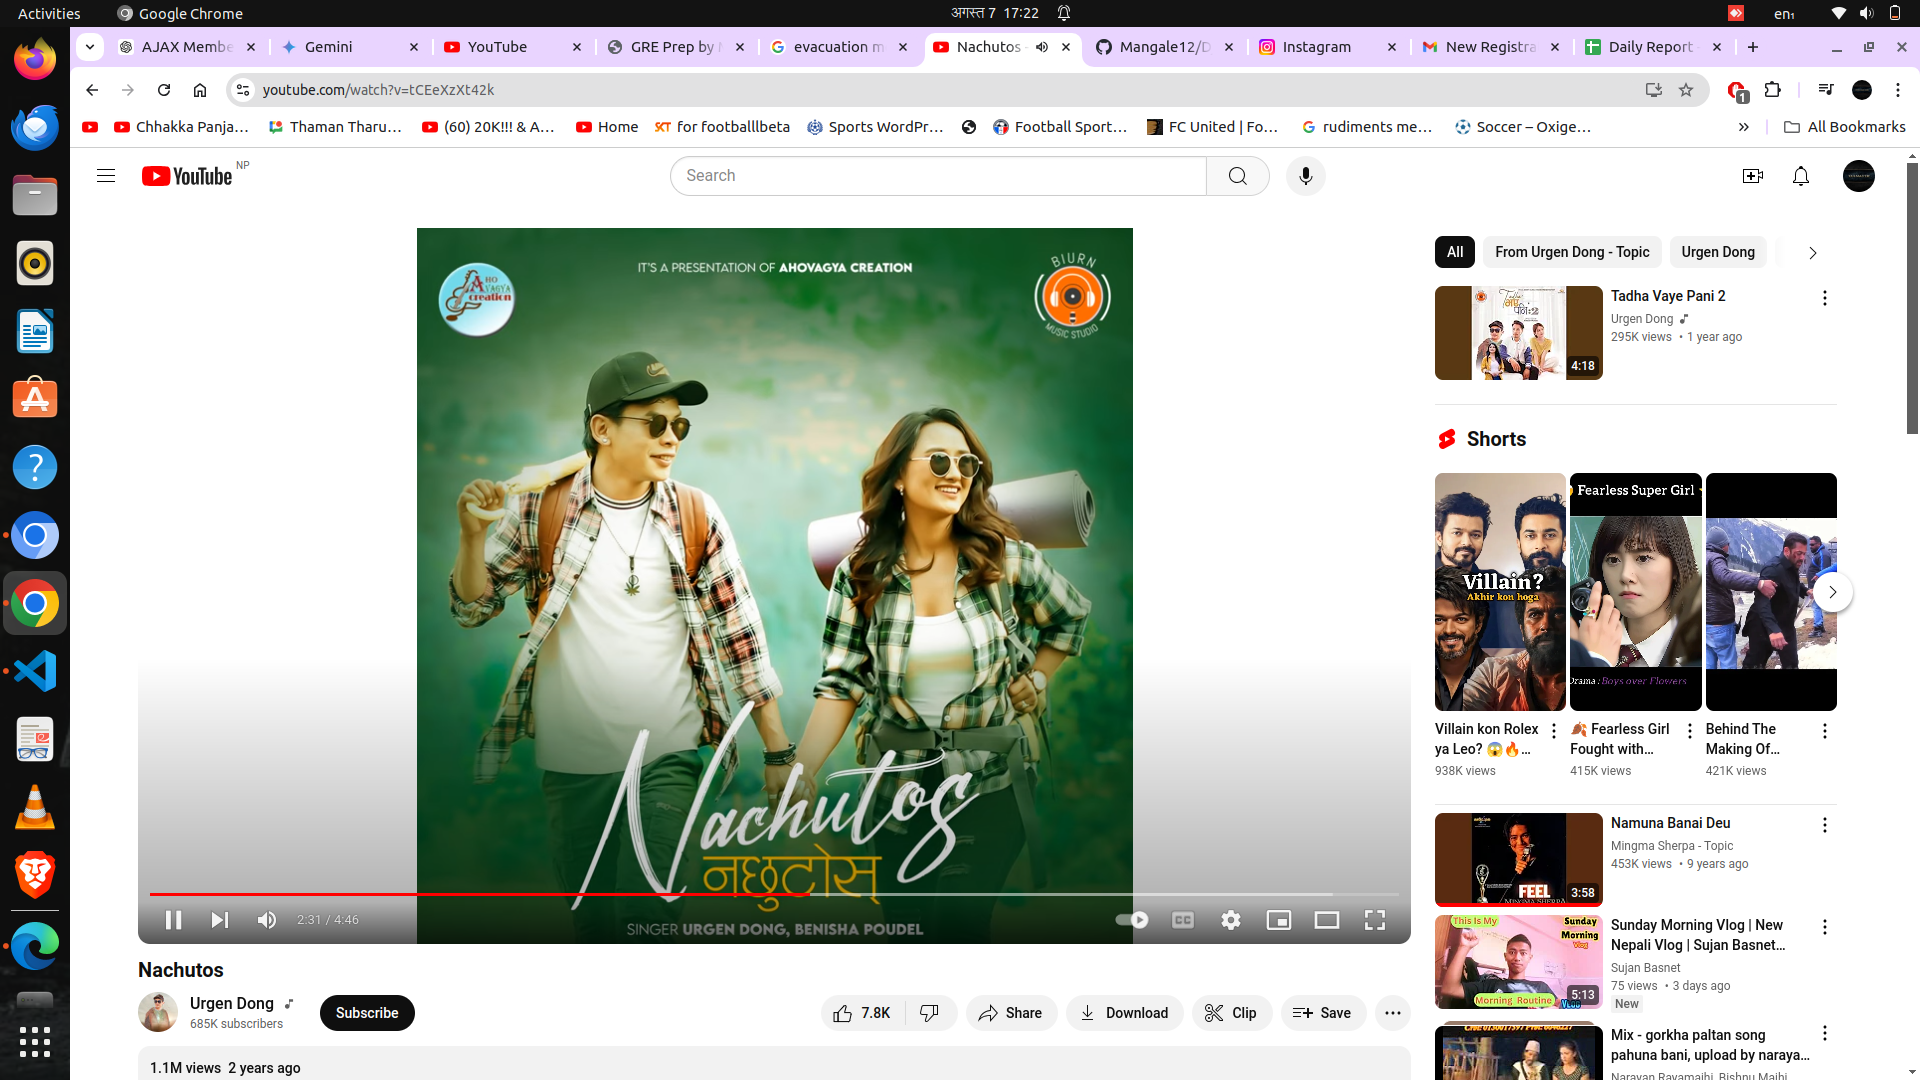 Activities
Google Chrome
अगस्त 7 17:22
en₁
AJAX Membe
Gemini
YouTube
GRE Prep by
evacuation m
Nachutos -
Mangale12/D
Instagram
New Registra
Daily Report
youtube.com/watch?v=tCEeXzXt42k
1
Chhakka Panja…
Thaman Tharu…
(60) 20K!!! & A…
Home
SKT for footballlbeta
Sports WordPr…
Football Sport…
FC United | Fo…
rudiments me…
Soccer – Oxige…
All Bookmarks
YouTube NP
Search
IT'S A PRESENTATION OF AHOVAGYA CREATION
BIURN
MUSIC STUDIO
Nachutos
नछुटोस्
SINGER URGEN DONG, BENISHA POUDEL
2:31 / 4:46
CC
Nachutos
Urgen Dong
685K subscribers
Subscribe
7.8K
Share
Download
Clip
Save
1.1M views 2 years ago
All
From Urgen Dong - Topic
Urgen Dong
Tadha Vaye Pani 2
Urgen Dong
295K views • 1 year ago
4:18
Shorts
Villain?
Akhir kon hoga
Fearless Super Girl
Drama : Boys over Flowers
Villain kon Rolex
ya Leo? 😱🔥…
938K views
🍂 Fearless Girl
Fought with…
415K views
Behind The
Making Of…
421K views
FEEL
MINGMA SHERPA
3:58
Namuna Banai Deu
Mingma Sherpa - Topic
453K views • 9 years ago
This Is My
Sunday
Morning
Vlog
Morning Routine
5:13
Sunday Morning Vlog | New
Nepali Vlog | Sujan Basnet…
Sujan Basnet
75 views • 3 days ago
New
Mix - gorkha paltan song
pahuna bani, upload by naraya…
Narayan Rayamajhi, Bishnu Majhi